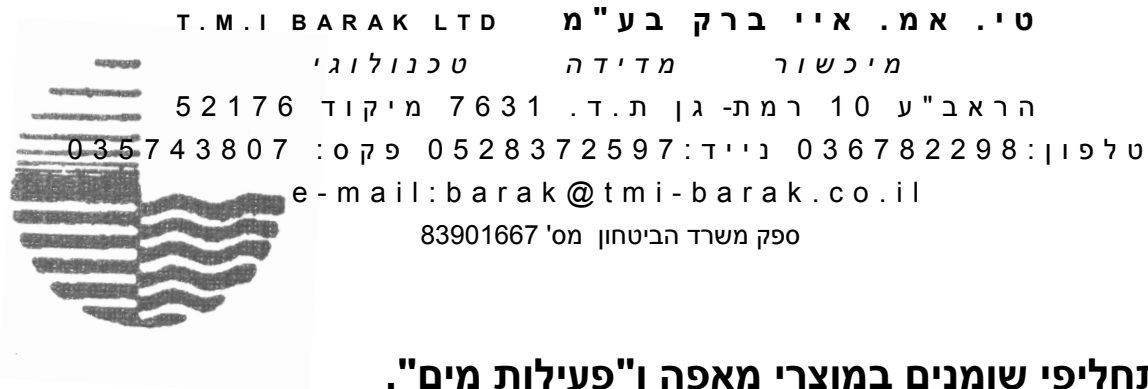 טי. אמ. איי ברק בע"מ T.M.I BARAK LTD
מיכשור מדידה טכנולוגי
הראב"ע 10 רמת-גן ת.ד. 7631 מיקוד 52176
טלפון:036782298 נייד:0528372597 פקס: 035743807
e-mail:barak@tmi-barak.co.il
ספק משרד הביטחון מס' 83901667
תחליפי שומנים במוצרי מאפה ו"פעילות מים".